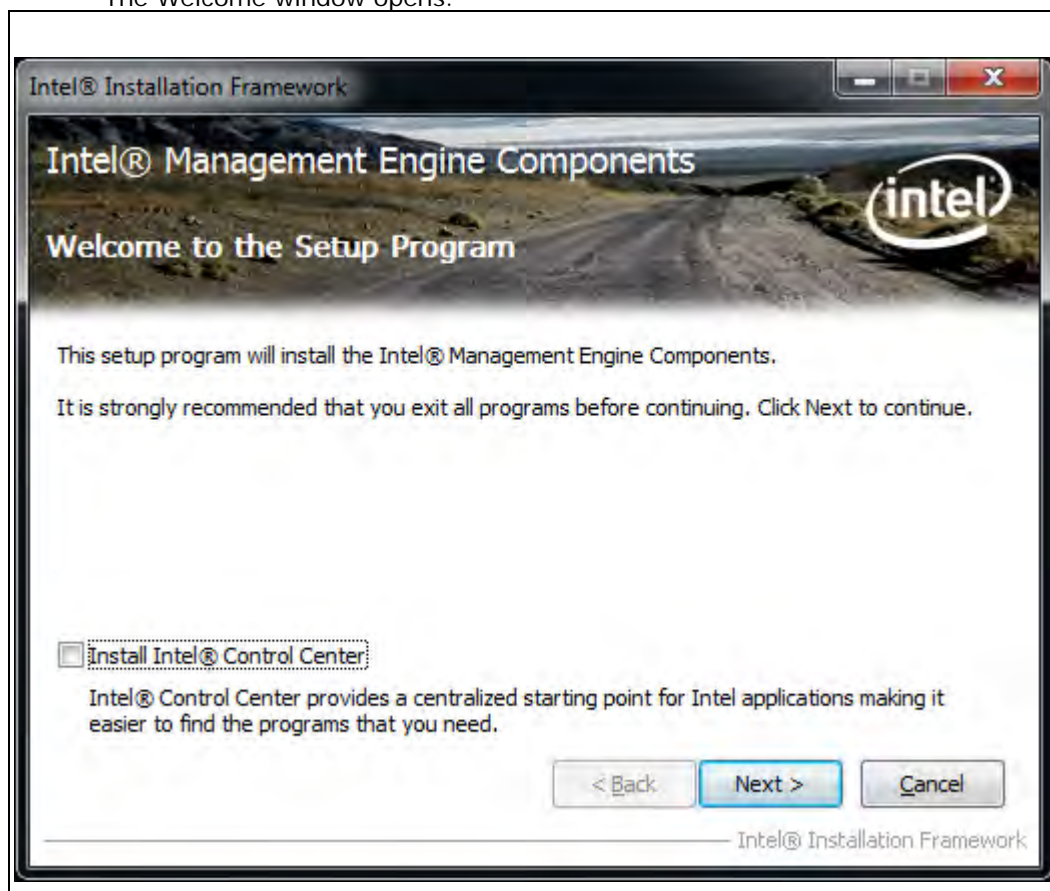 The Welcome window opens.
Intel® Installation Framework
Intel® Management Engine Components
intel
Welcome to the Setup Program
This setup program will install the Intel® Management Engine Components.
It is strongly recommended that you exit all programs before continuing. Click Next to continue.
Install Intel® Control Center
Intel® Control Center provides a centralized starting point for Intel applications making it
easier to find the programs that you need.
< Back Next > Cancel
Intel® Installation Framework